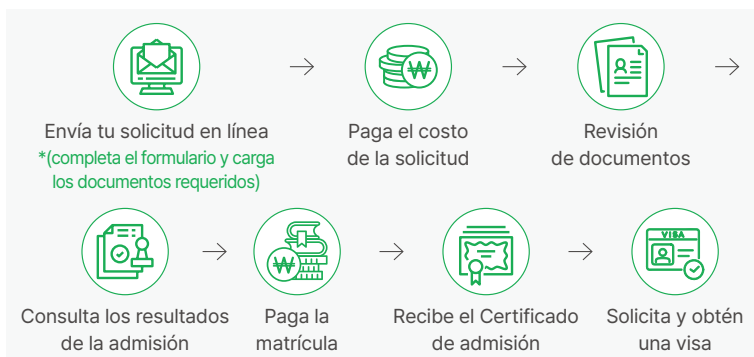 Envía tu solicitud en línea
*(completa el formulario y carga
los documentos requeridos)
Paga el costo
de la solicitud
Revisión
de documentos
VISA
Consulta los resultados
de la admisión
Paga la
matrícula
Recibe el Certificado
de admisión
Solicita y obtén
una visa